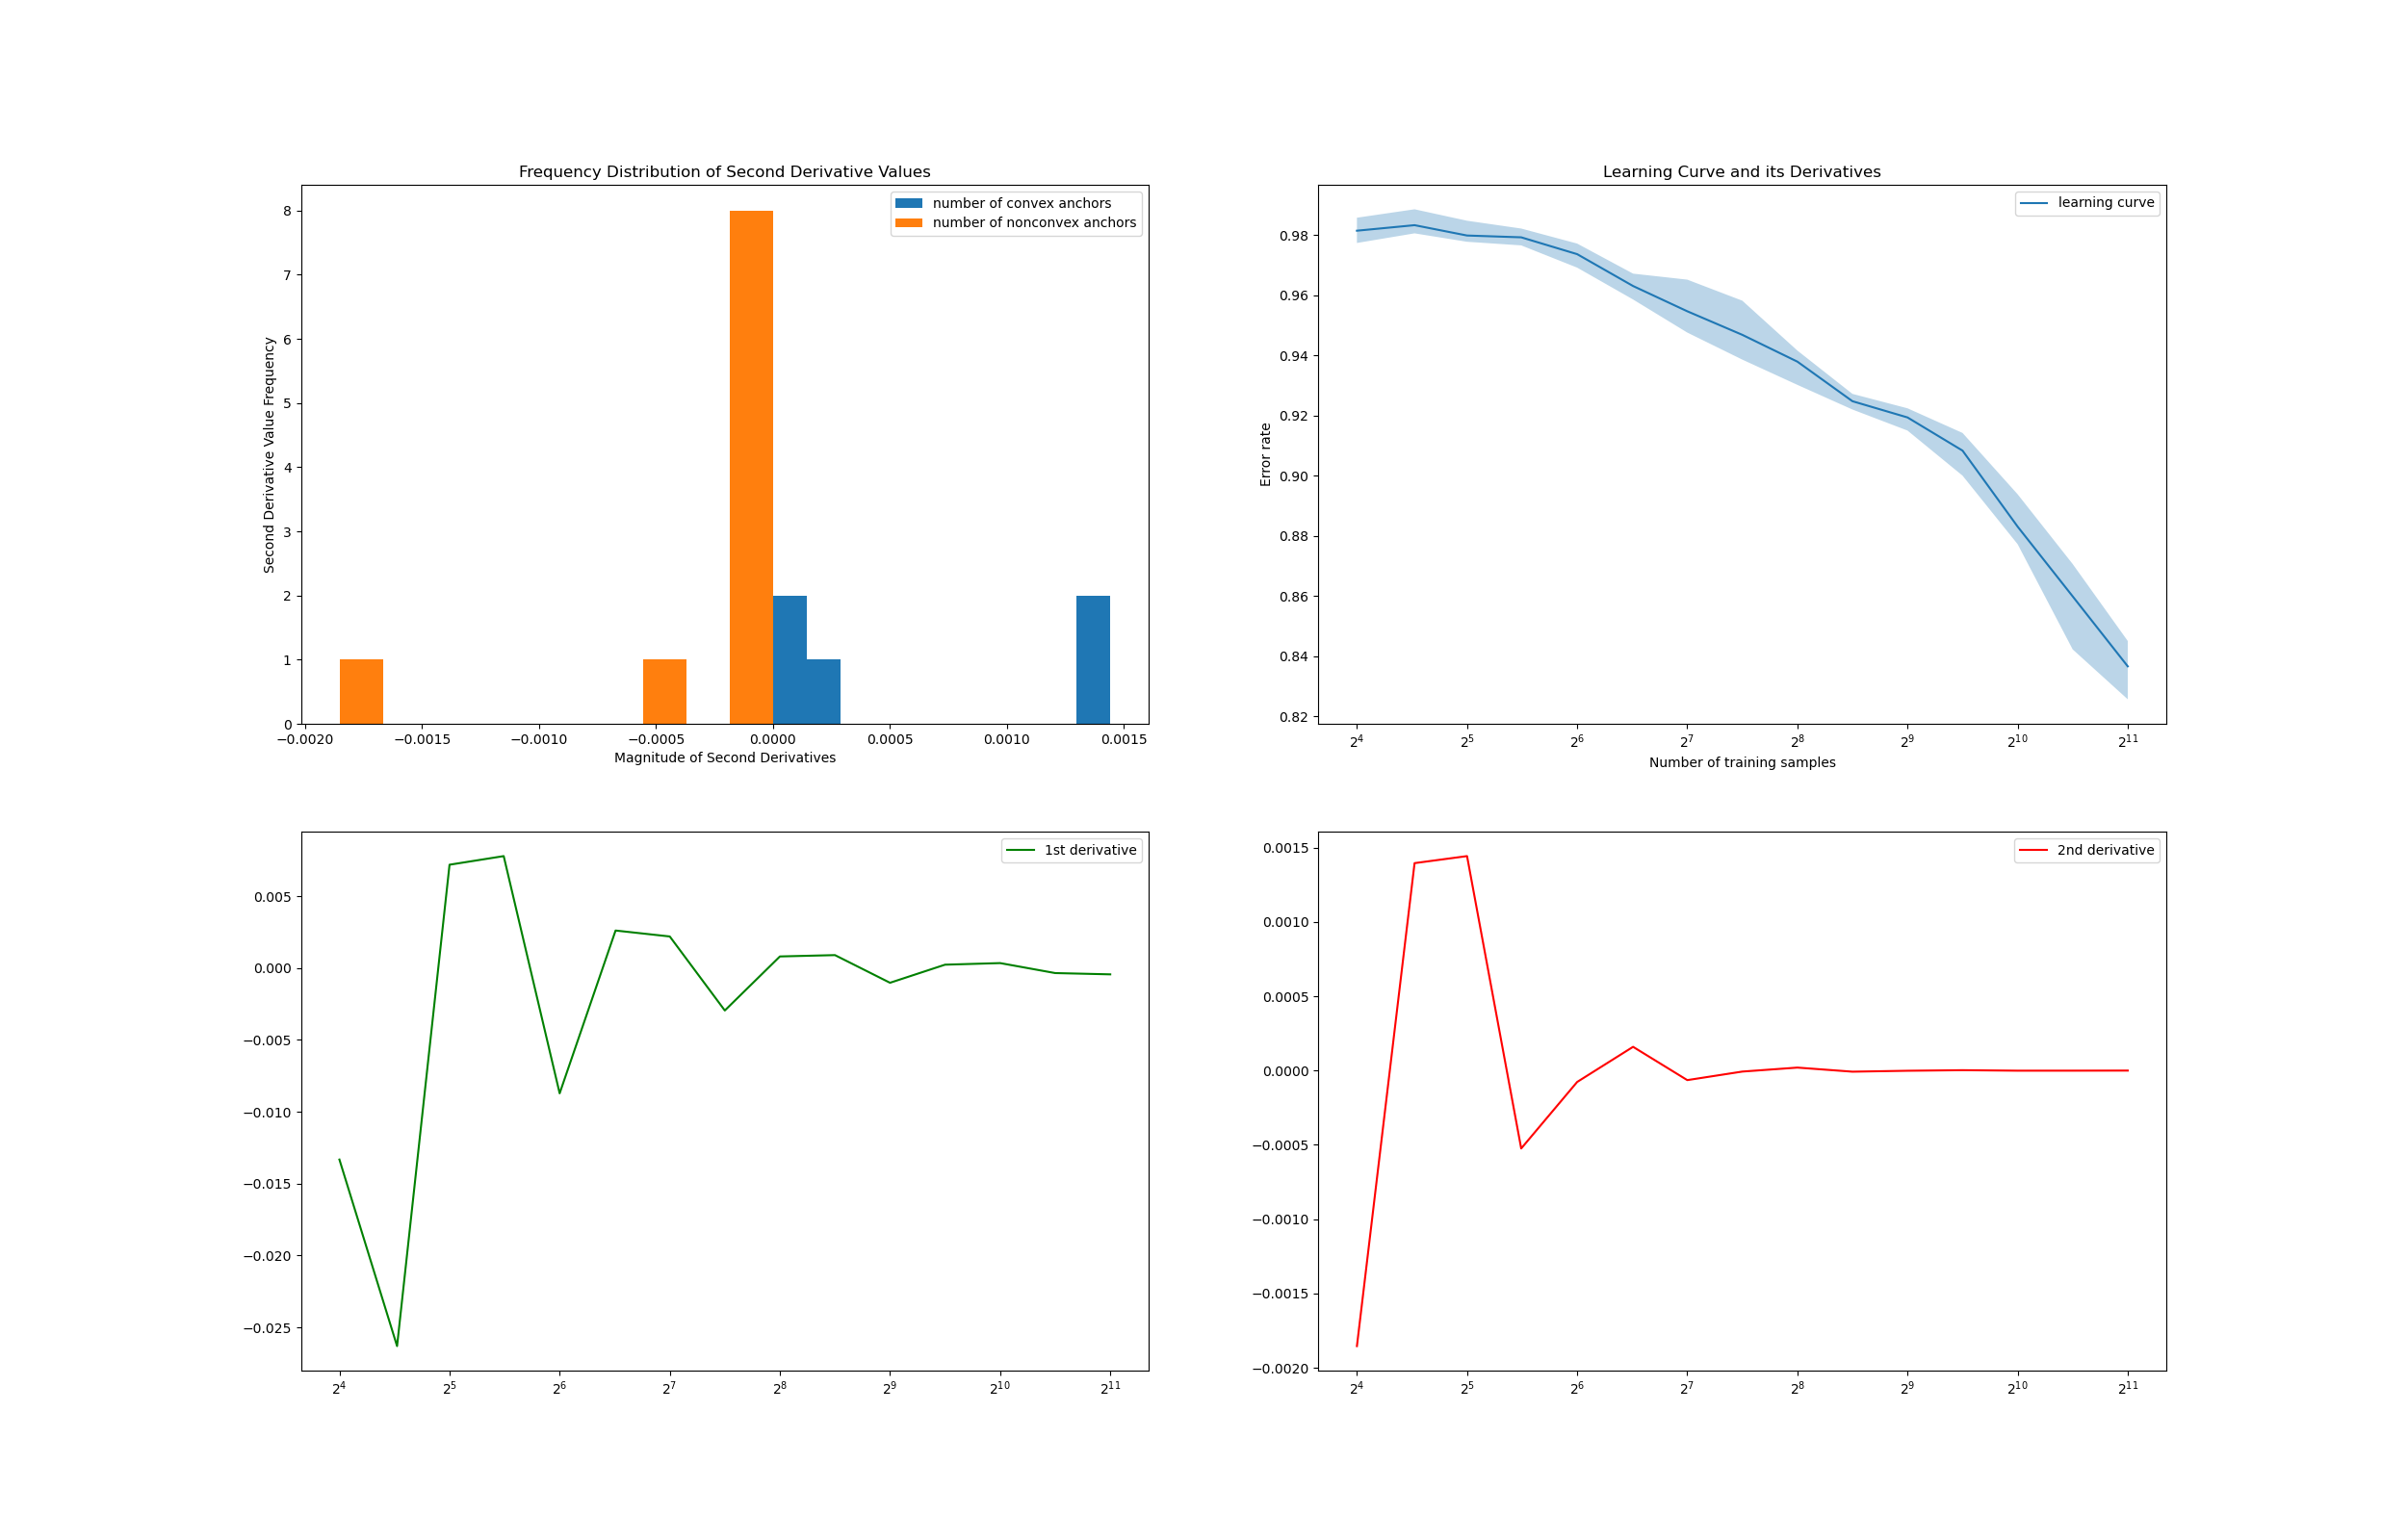 Frequency Distribution of Second Derivative Values
number of convex anchors
number of nonconvex anchors
8
7
6
5
4
3
2
1
0
Second Derivative Value Frequency
−0.0020 −0.0015 −0.0010 −0.0005 0.0000 0.0005 0.0010 0.0015
Magnitude of Second Derivatives
Learning Curve and its Derivatives
learning curve
0.98
0.96
0.94
0.92
0.90
0.88
0.86
0.84
0.82
Error rate
2⁴ 2⁵ 2⁶ 2⁷ 2⁸ 2⁹ 2¹⁰ 2¹¹
Number of training samples
1st derivative
0.005
0.000
−0.005
−0.010
−0.015
−0.020
−0.025
2⁴ 2⁵ 2⁶ 2⁷ 2⁸ 2⁹ 2¹⁰ 2¹¹
2nd derivative
0.0015
0.0010
0.0005
0.0000
−0.0005
−0.0010
−0.0015
−0.0020
2⁴ 2⁵ 2⁶ 2⁷ 2⁸ 2⁹ 2¹⁰ 2¹¹